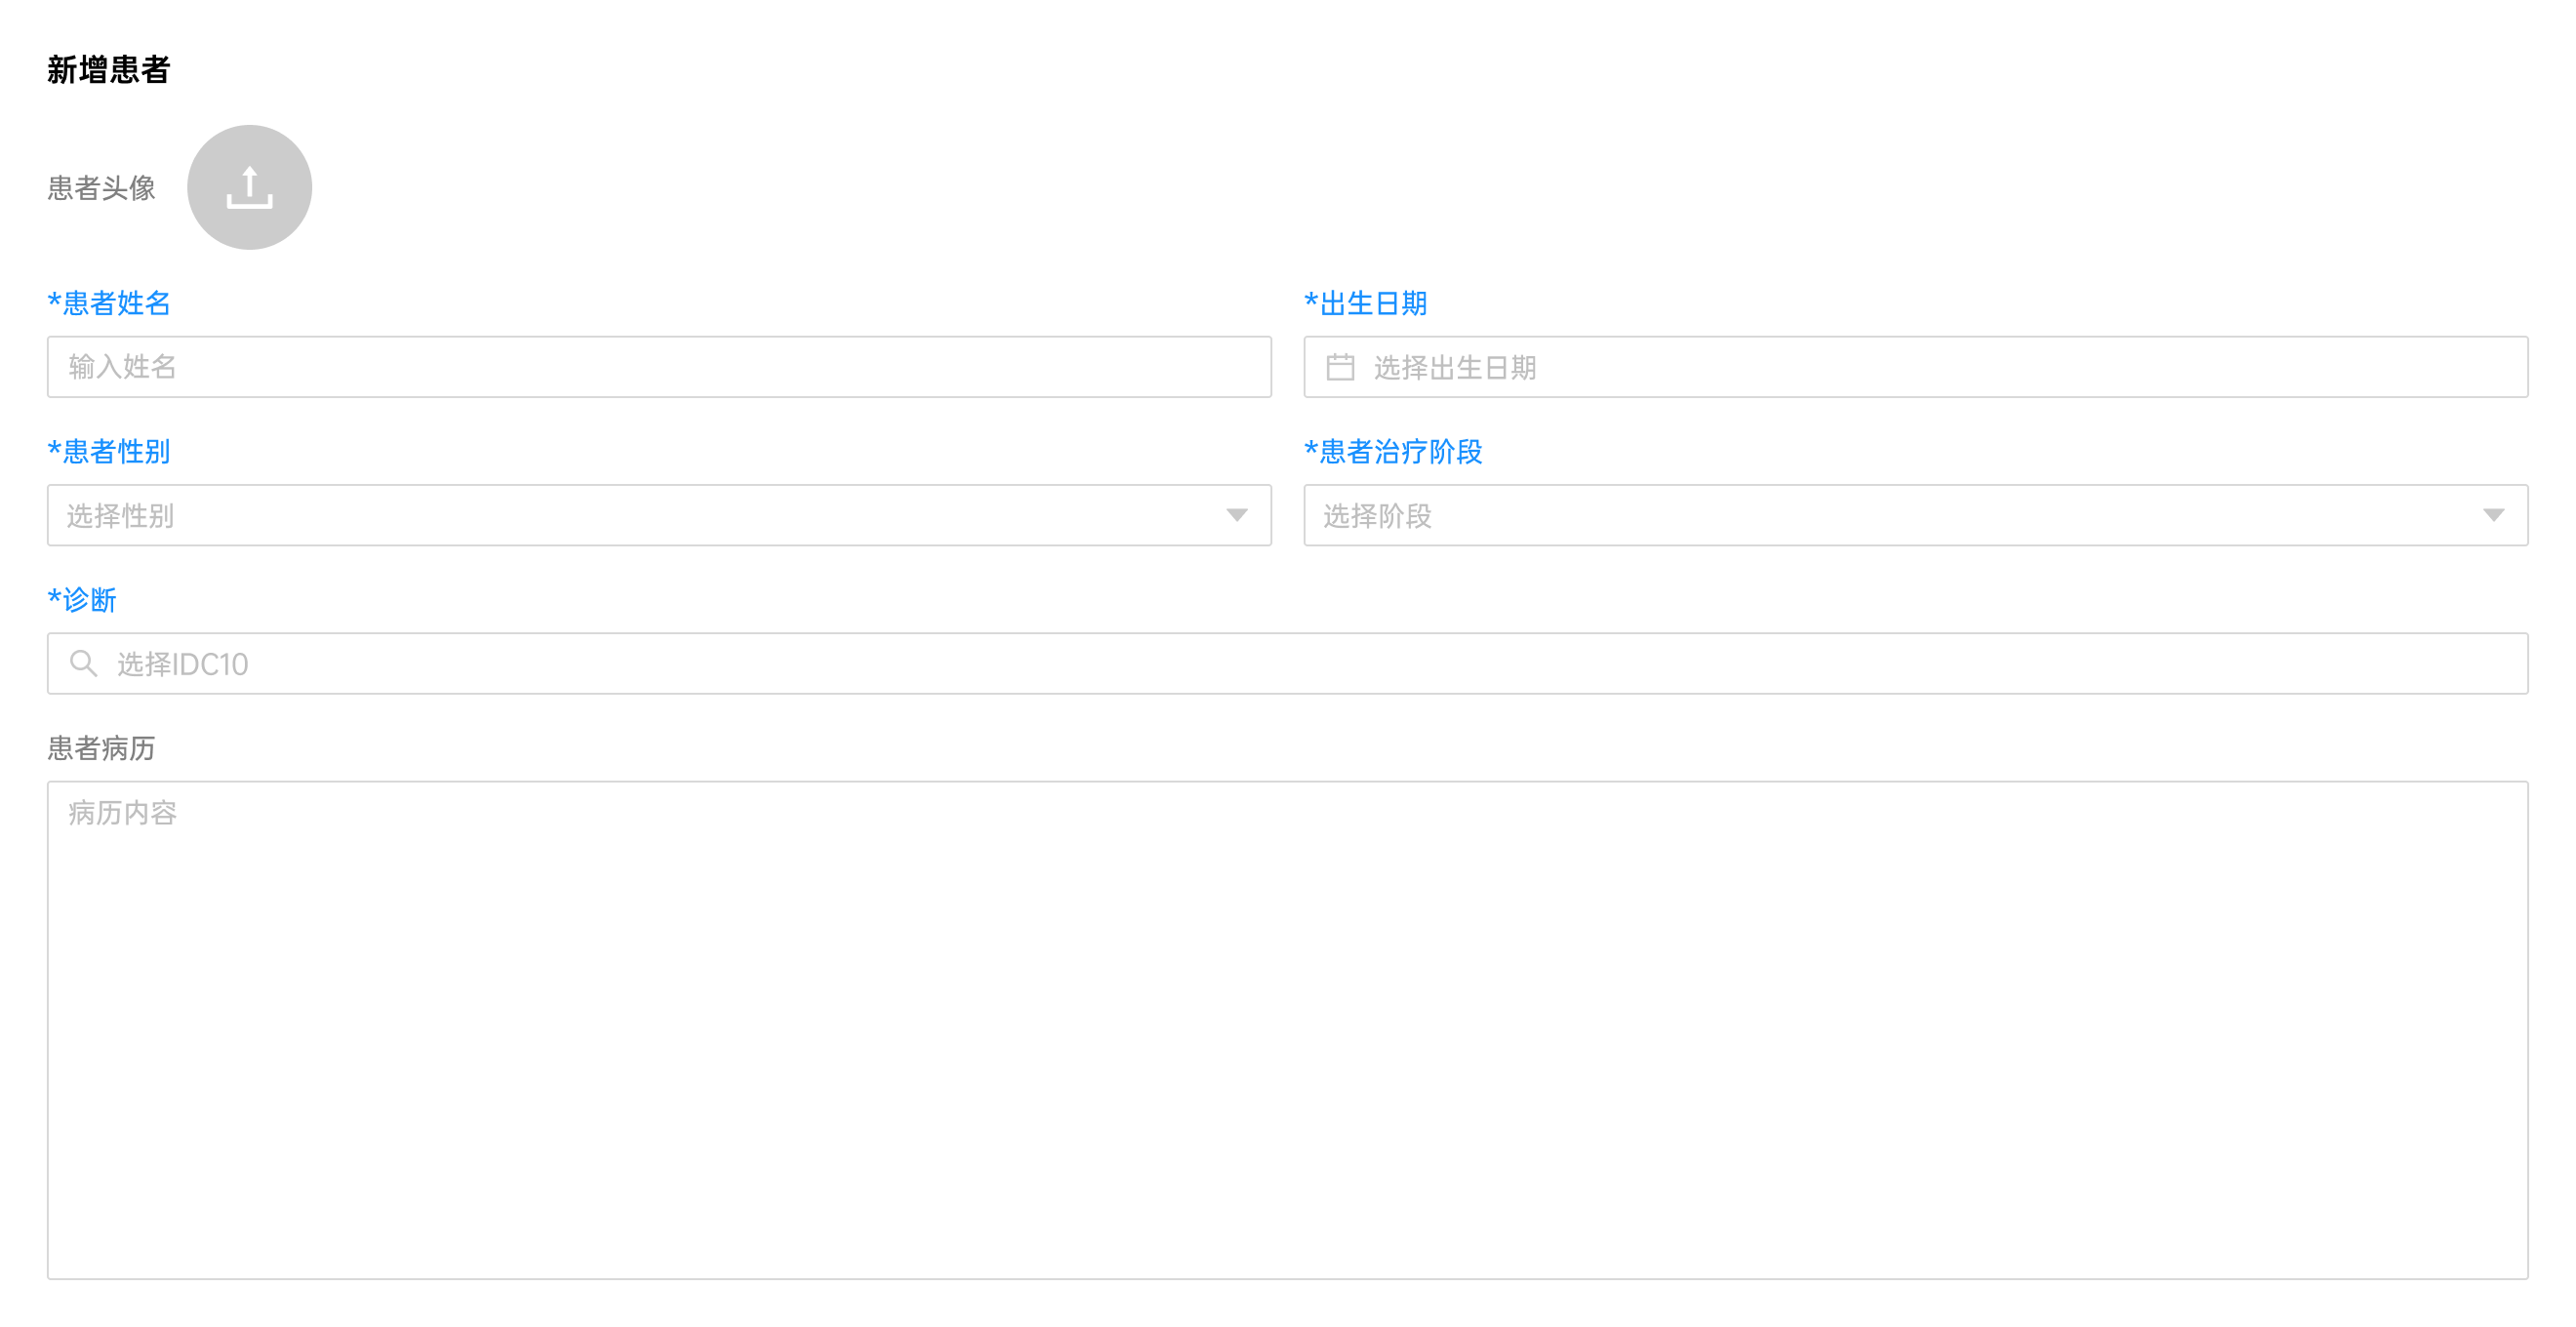 新增患者
患者头像
*患者姓名
*出生日期
输入姓名
选择出生日期
*患者性别
*患者治疗阶段
选择性别
选择阶段
*诊断
选择IDC10
患者病历
病历内容